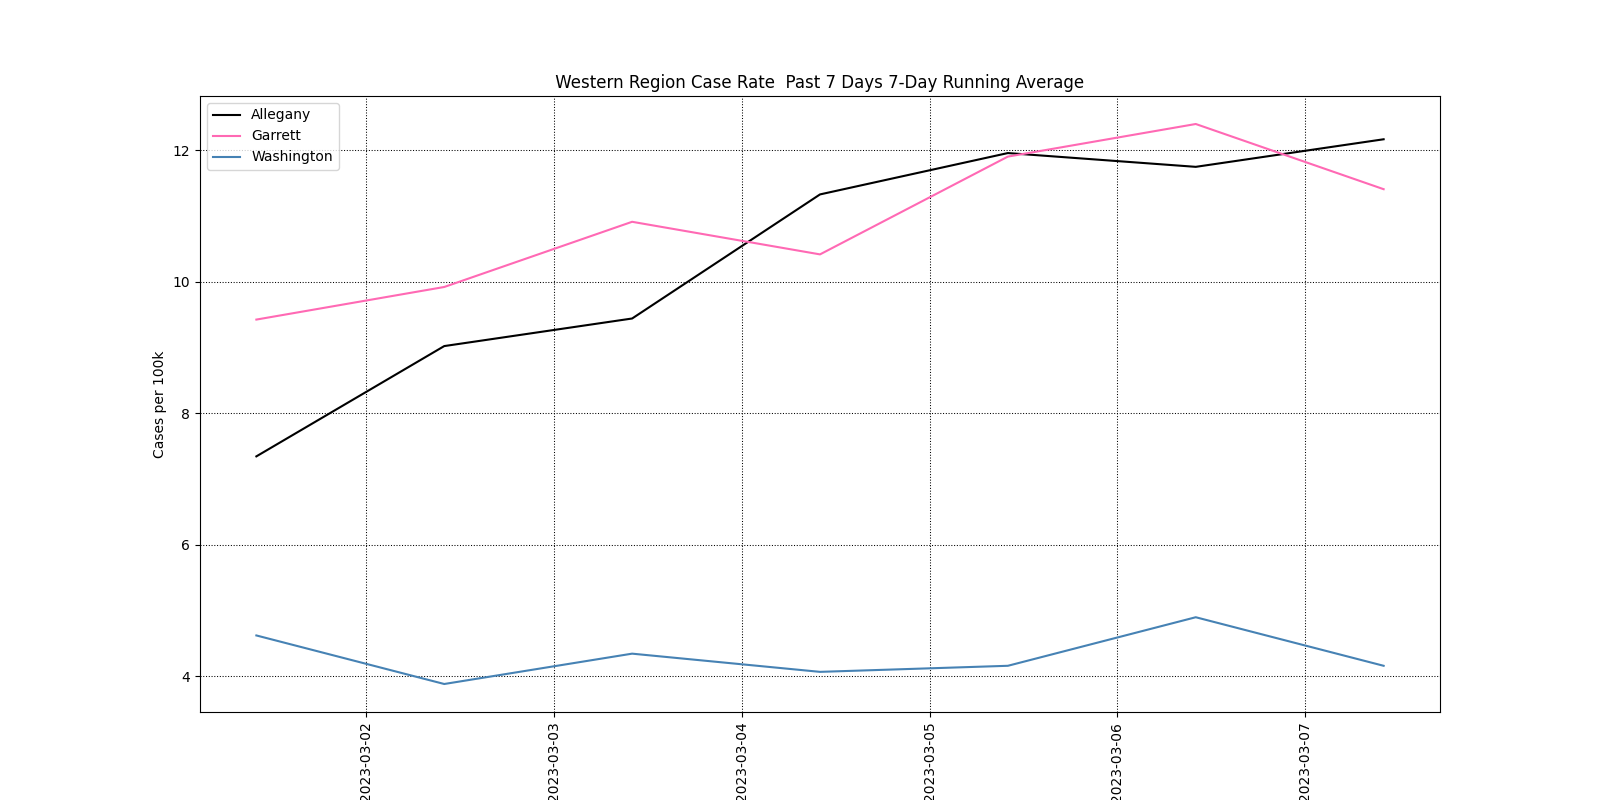 Western Region Case Rate  Past 7 Days 7-Day Running Average
Allegany
Garrett
Washington
Cases per 100k
12
10
8
6
4
2023-03-02
2023-03-03
2023-03-04
2023-03-05
2023-03-06
2023-03-07